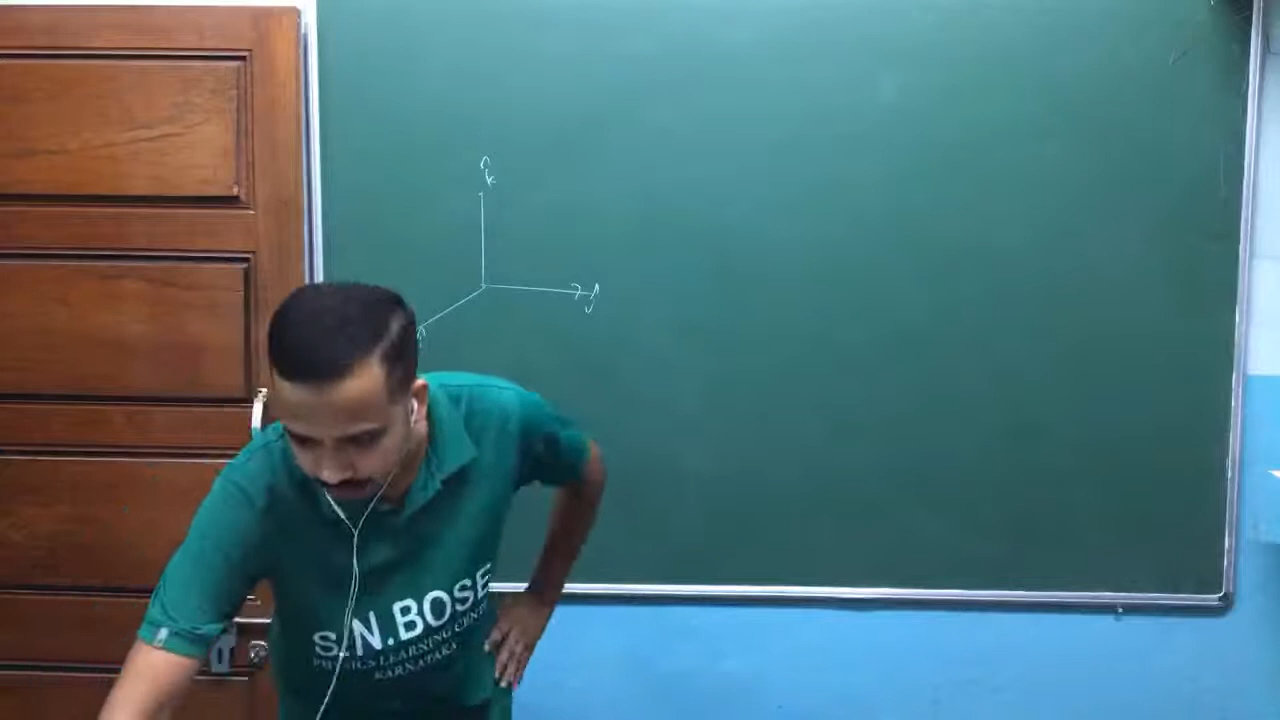 k̂
ĵ
î
S.N.BOSE
PHYSICS LEARNING CENTRE
KARNATAKA